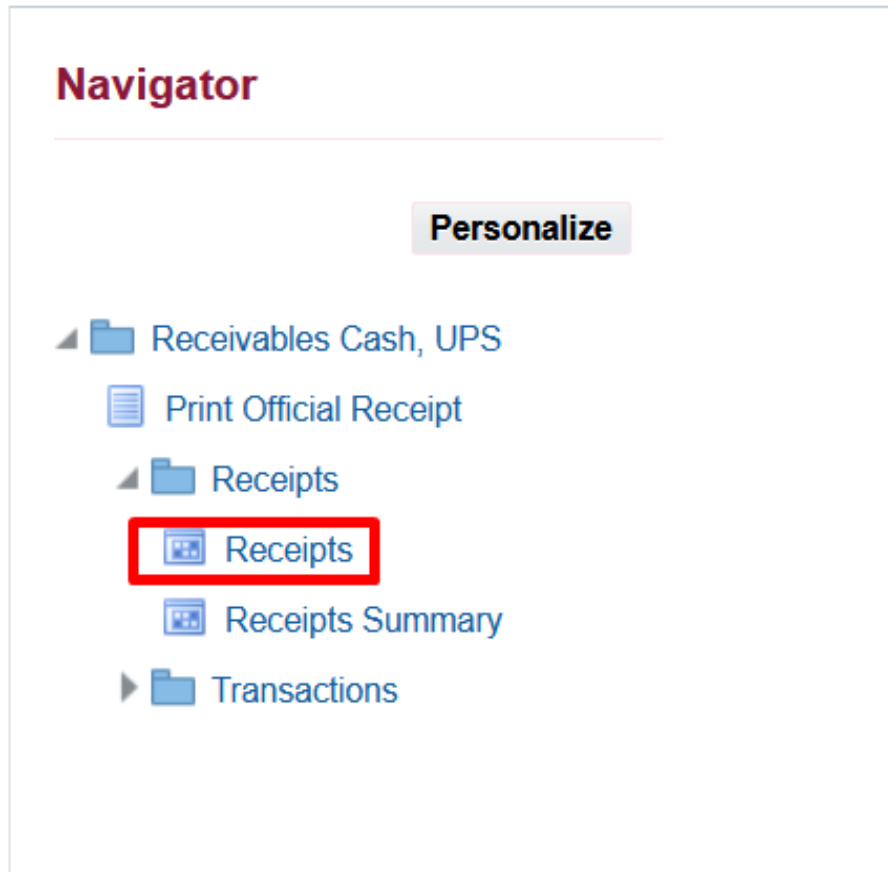 Navigator
Personalize
Receivables Cash, UPS
Print Official Receipt
Receipts
Receipts
Receipts Summary
Transactions